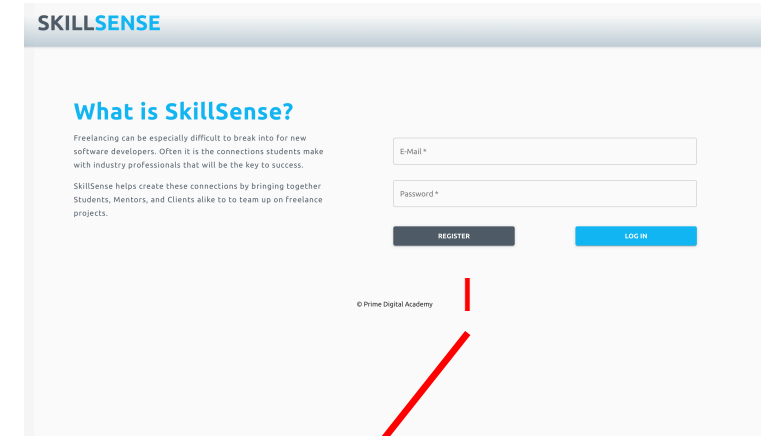 SKILLSENSE
What is SkillSense?
Freelancing can be especially difficult to break into for new
software developers. Often it is the connections students make
with industry professionals that will be the key to success.
SkillSense helps create these connections by bringing together
Students, Mentors, and Clients alike to to team up on freelance
projects.
E-Mail *
Password *
REGISTER
LOG IN
© Prime Digital Academy